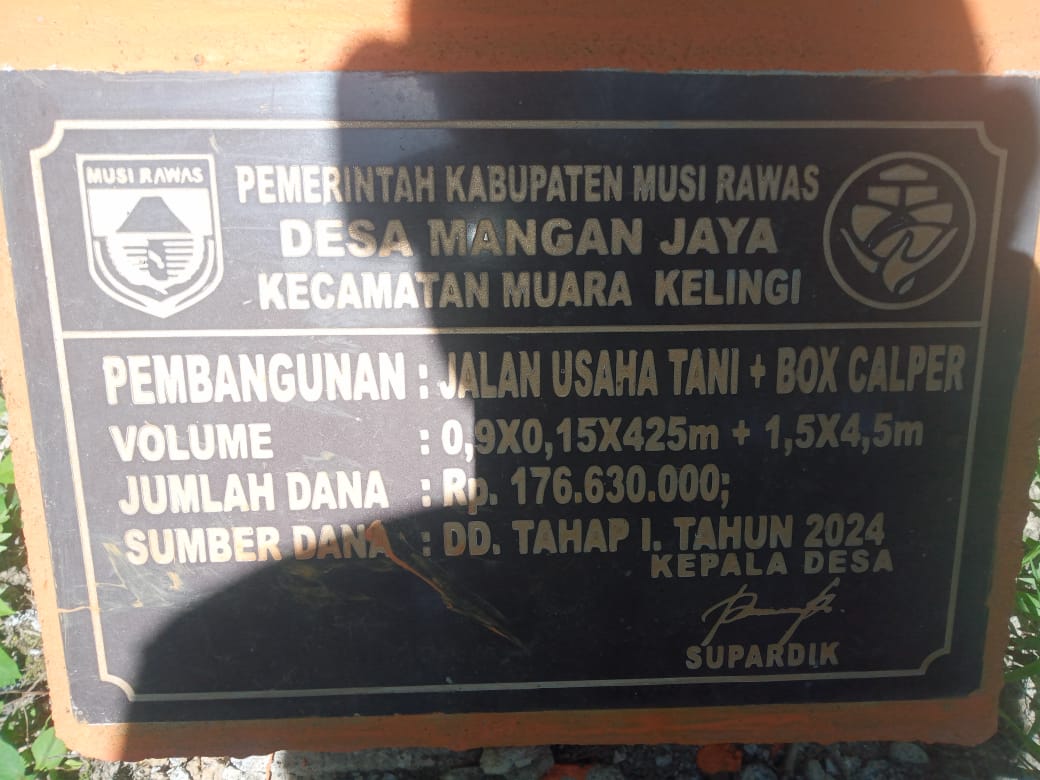 MUSI RAWAS
PEMERINTAH KABUPATEN MUSI RAWAS
DESA MANGAN JAYA
KECAMATAN MUARA KELINGI
PEMBANGUNAN : JALAN USAHA TANI + BOX CALPER
VOLUME : 0,9X0,15X425m + 1,5X4,5m
JUMLAH DANA : Rp. 176.630.000;
SUMBER DANA : DD. TAHAP I. TAHUN 2024
KEPALA DESA
SUPARDIK